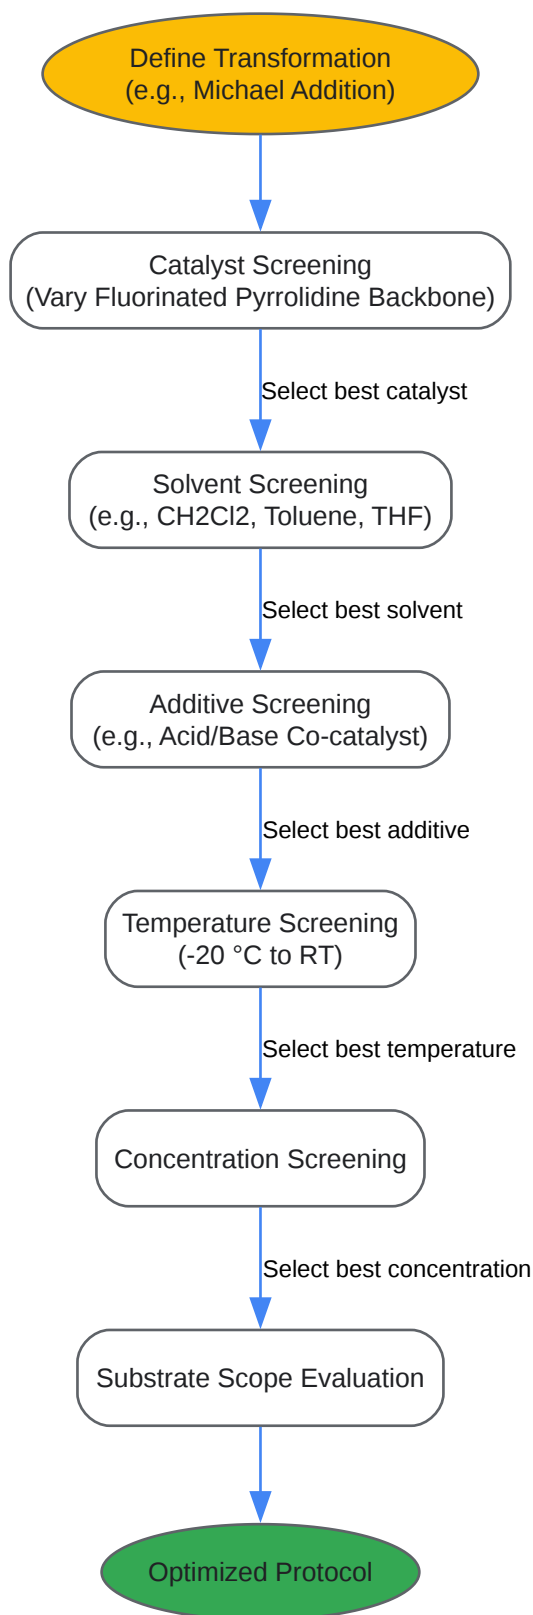 Define Transformation
(e.g., Michael Addition)
Catalyst Screening
(Vary Fluorinated Pyrrolidine Backbone)
Select best catalyst
Solvent Screening
(e.g., CH2Cl2, Toluene, THF)
Select best solvent
Additive Screening
(e.g., Acid/Base Co-catalyst)
Select best additive
Temperature Screening
(-20 °C to RT)
Select best temperature
Concentration Screening
Select best concentration
Substrate Scope Evaluation
Optimized Protocol